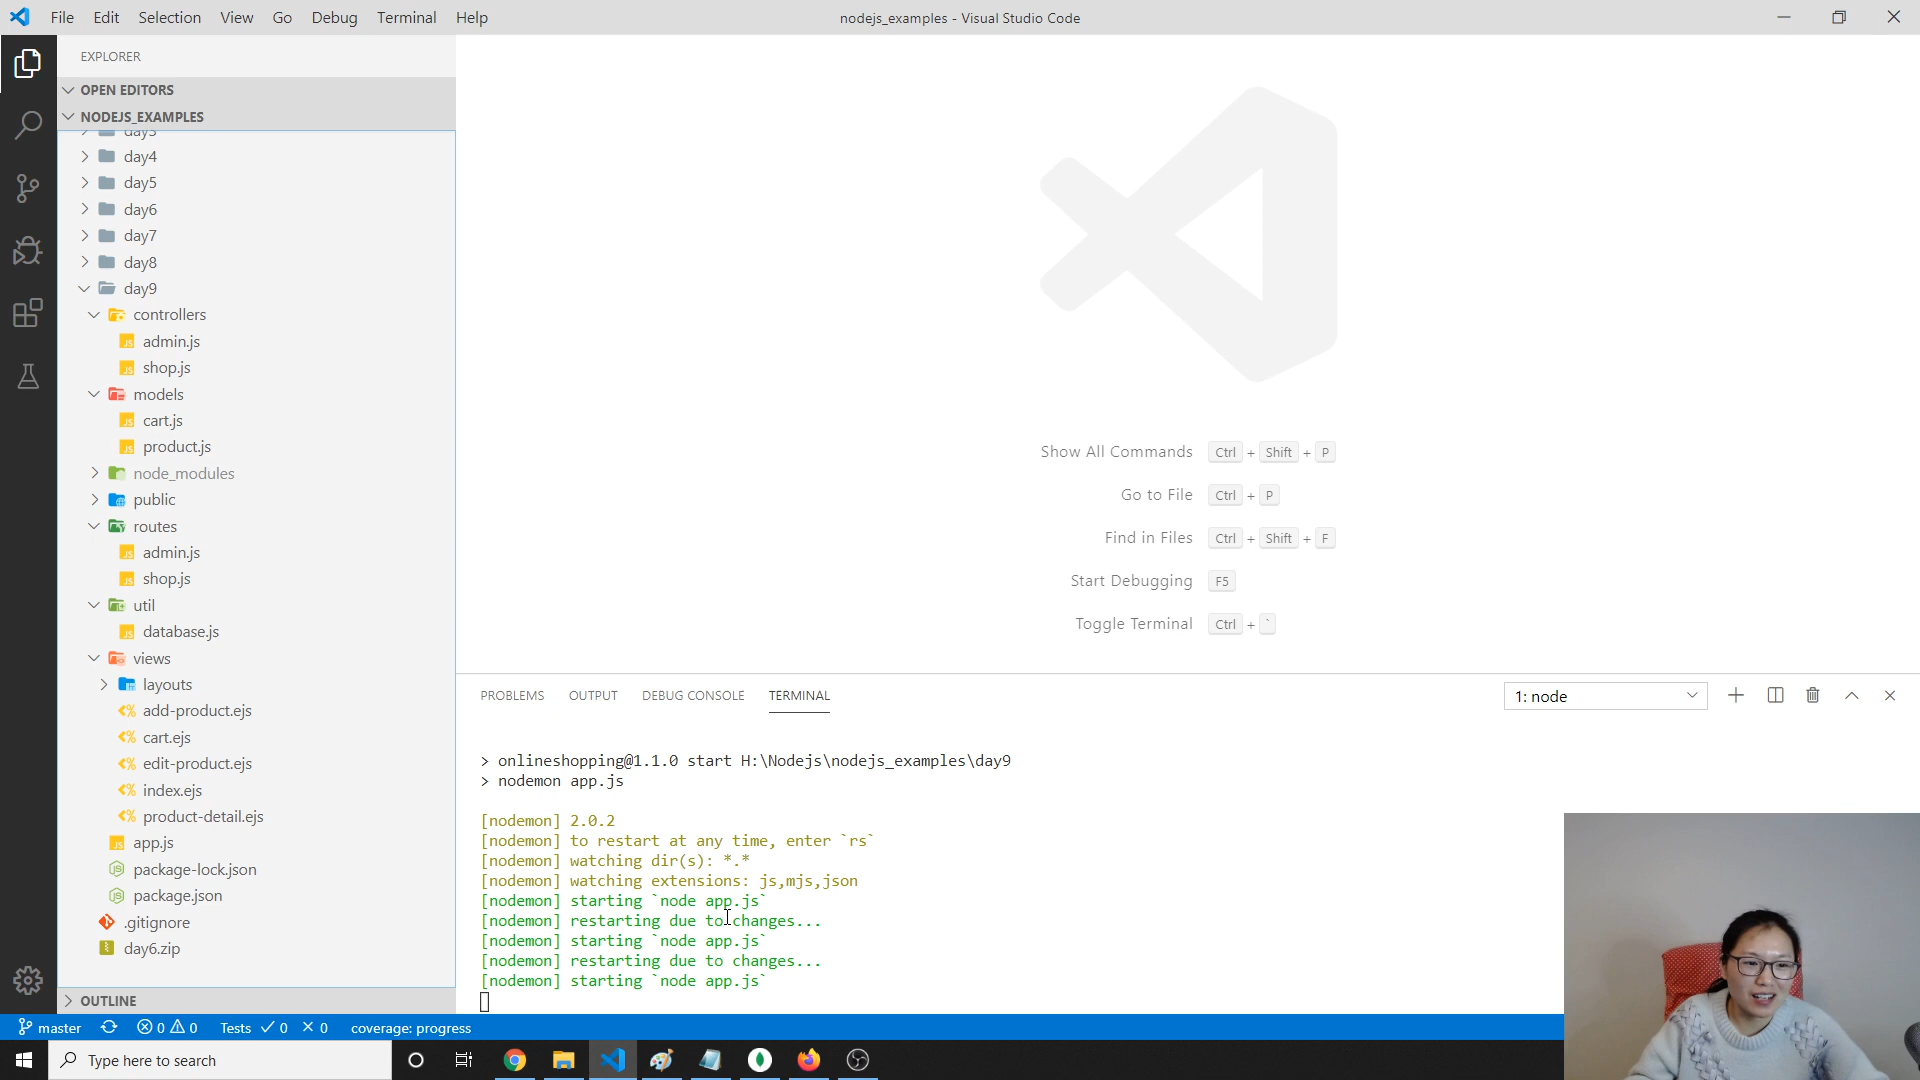 File Edit Selection View Go Debug Terminal Help
nodejs_examples - Visual Studio Code
EXPLORER
OPEN EDITORS
NODEJS_EXAMPLES
day3
day4
day5
day6
day7
day8
day9
controllers
admin.js
shop.js
models
cart.js
product.js
node_modules
public
routes
admin.js
shop.js
util
database.js
views
layouts
add-product.ejs
cart.ejs
edit-product.ejs
index.ejs
product-detail.ejs
app.js
package-lock.json
package.json
.gitignore
day6.zip
OUTLINE
Show All Commands Ctrl + Shift + P
Go to File Ctrl + P
Find in Files Ctrl + Shift + F
Start Debugging F5
Toggle Terminal Ctrl + `
PROBLEMS OUTPUT DEBUG CONSOLE TERMINAL
1: node
> onlineshopping@1.1.0 start H:\Nodejs\nodejs_examples\day9
> nodemon app.js
[nodemon] 2.0.2
[nodemon] to restart at any time, enter `rs`
[nodemon] watching dir(s): *.*
[nodemon] watching extensions: js,mjs,json
[nodemon] starting `node app.js`
[nodemon] restarting due to changes...
[nodemon] starting `node app.js`
[nodemon] restarting due to changes...
[nodemon] starting `node app.js`
master 0 0 Tests ✓ 0 × 0 coverage: progress
Type here to search